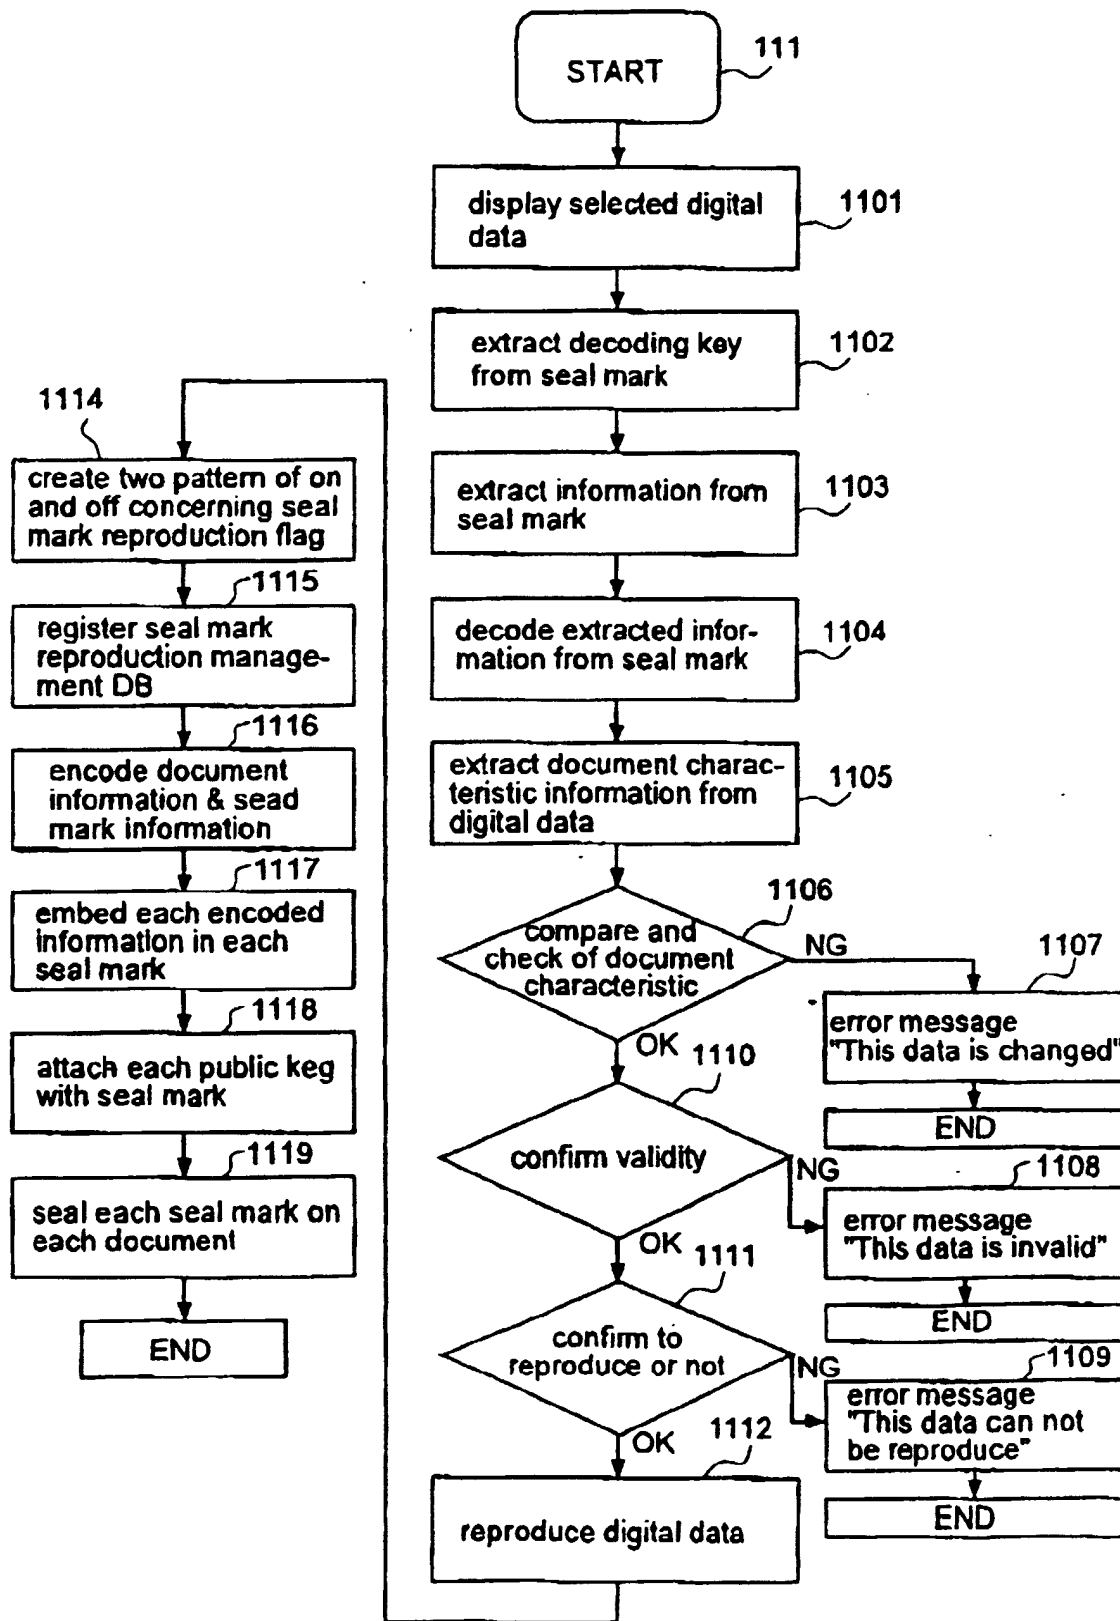 START
111
display selected digital
data
1101
extract decoding key
from seal mark
1102
extract information from
seal mark
1103
decode extracted infor-
mation from seal mark
1104
extract document charac-
teristic information from
digital data
1105
compare and
check of document
characteristic
1106
NG
OK
1107
error message
"This data is changed"
END
confirm validity
1110
NG
OK
1108
error message
"This data is invalid"
END
confirm to
reproduce or not
1111
NG
OK
1109
error message
"This data can not
be reproduce"
END
1112
reproduce digital data
1114
create two pattern of on
and off concerning seal
mark reproduction flag
1115
register seal mark
reproduction manage-
ment DB
1116
encode document
information & sead
mark information
1117
embed each encoded
information in each
seal mark
1118
attach each public keg
with seal mark
1119
seal each seal mark on
each document
END